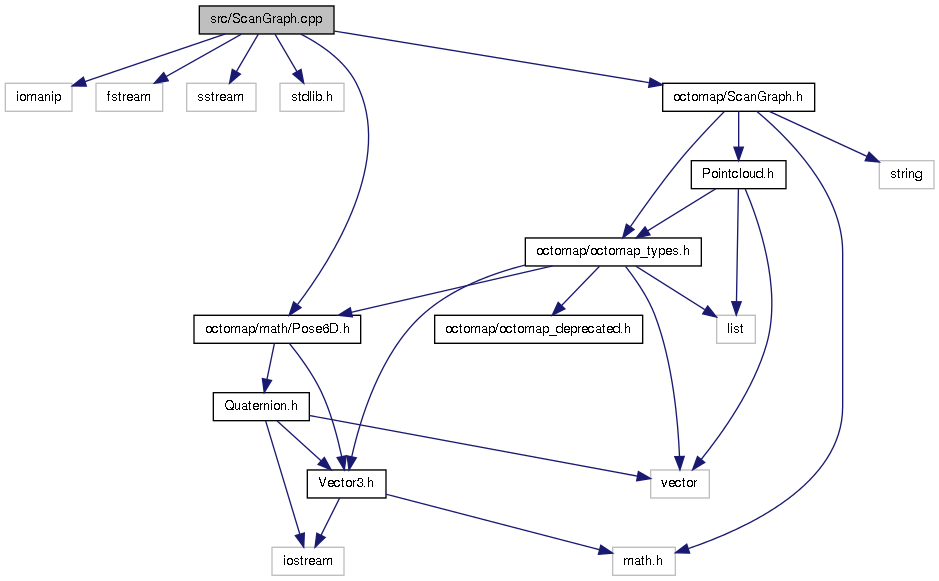 src/ScanGraph.cpp
iomanip
fstream
sstream
stdlib.h
octomap/ScanGraph.h
Pointcloud.h
string
octomap/octomap_types.h
octomap/math/Pose6D.h
octomap/octomap_deprecated.h
list
Quaternion.h
Vector3.h
vector
iostream
math.h